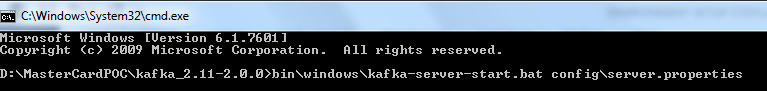 C:\Windows\System32\cmd.exe
Microsoft Windows [Version 6.1.7601]
Copyright (c) 2009 Microsoft Corporation.  All rights reserved.
D:\MasterCardPOC\kafka_2.11-2.0.0>bin\windows\kafka-server-start.bat config\server.properties